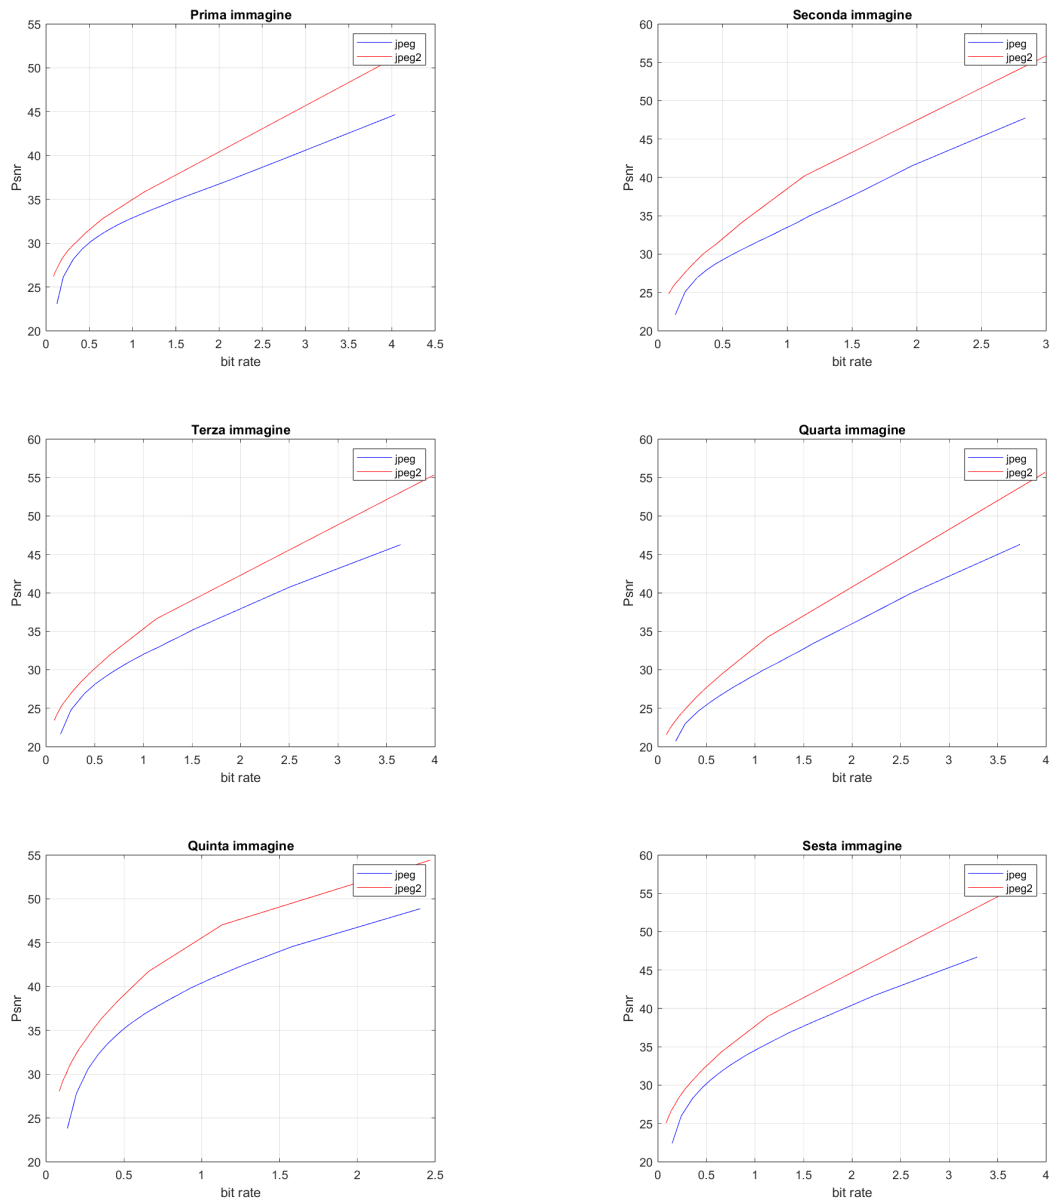 Prima immagine
55
50
45
40
35
30
25
20
Psnr
jpeg
jpeg2
0 0.5 1 1.5 2 2.5 3 3.5 4 4.5
bit rate
Seconda immagine
60
55
50
45
40
35
30
25
20
Psnr
jpeg
jpeg2
0 0.5 1 1.5 2 2.5 3
bit rate
Terza immagine
60
55
50
45
40
35
30
25
20
Psnr
jpeg
jpeg2
0 0.5 1 1.5 2 2.5 3 3.5 4
bit rate
Quarta immagine
60
55
50
45
40
35
30
25
20
Psnr
jpeg
jpeg2
0 0.5 1 1.5 2 2.5 3 3.5 4
bit rate
Quinta immagine
55
50
45
40
35
30
25
20
Psnr
jpeg
jpeg2
0 0.5 1 1.5 2 2.5
bit rate
Sesta immagine
60
55
50
45
40
35
30
25
20
Psnr
jpeg
jpeg2
0 0.5 1 1.5 2 2.5 3 3.5 4
bit rate